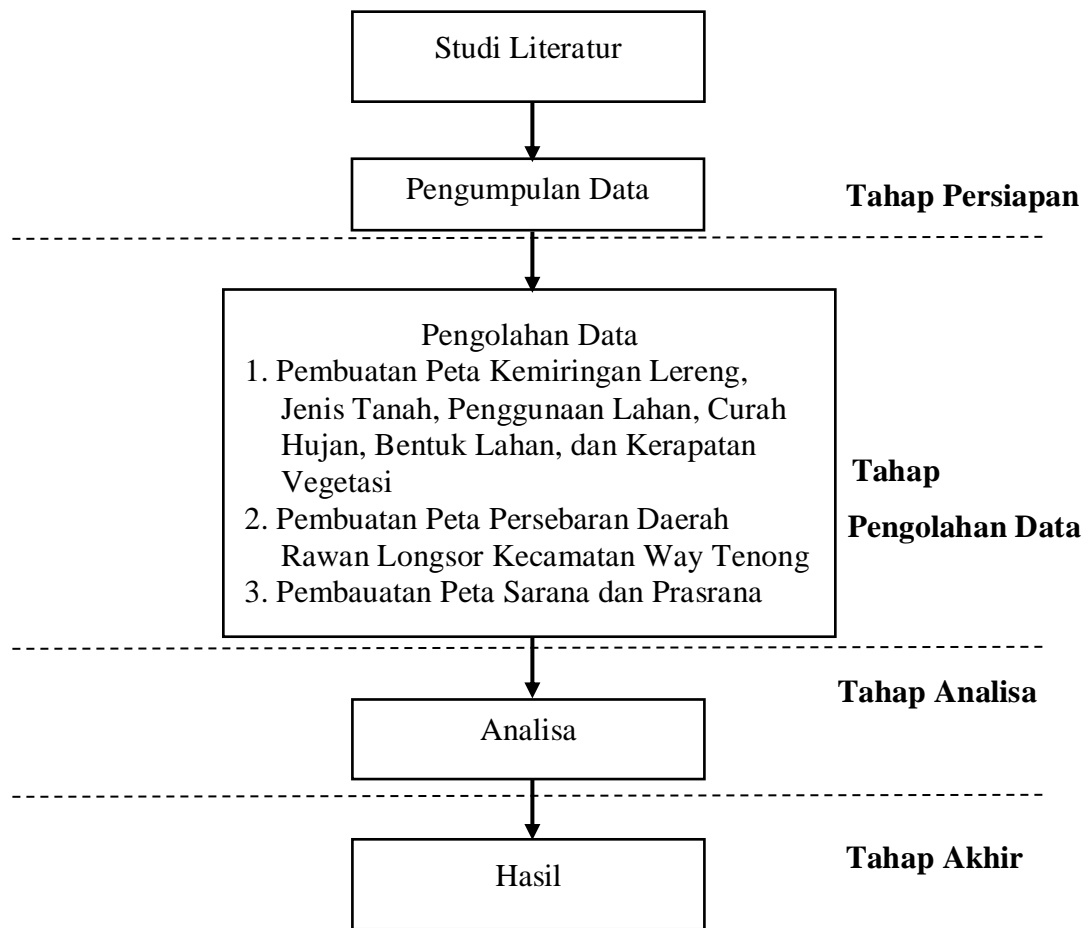 Studi Literatur
Pengumpulan Data
Tahap Persiapan
Pengolahan Data
1. Pembuatan Peta Kemiringan Lereng,
Jenis Tanah, Penggunaan Lahan, Curah
Hujan, Bentuk Lahan, dan Kerapatan
Vegetasi
2. Pembuatan Peta Persebaran Daerah
Rawan Longsor Kecamatan Way Tenong
3. Pembauatan Peta Sarana dan Prasrana
Tahap
Pengolahan Data
Tahap Analisa
Analisa
Tahap Akhir
Hasil